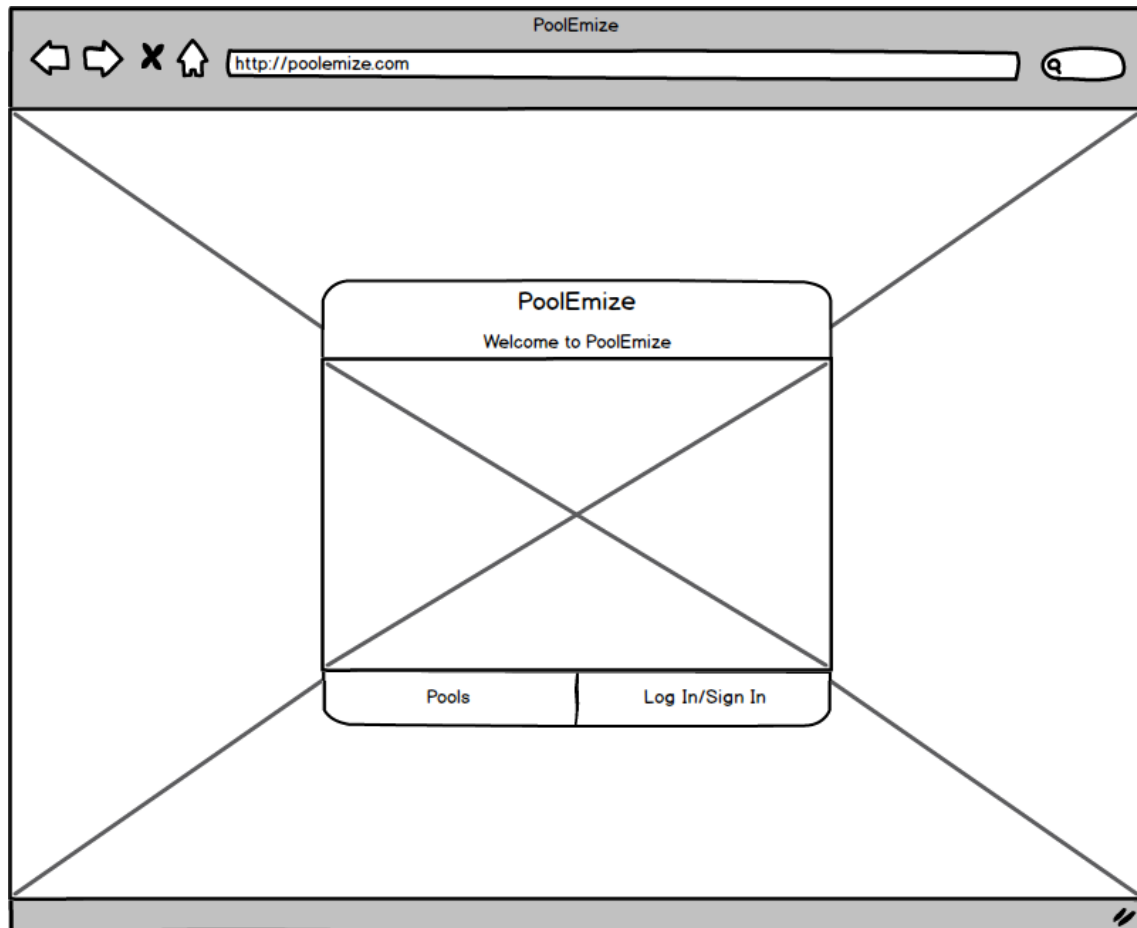 PoolEmize
http://poolemize.com
PoolEmize
Welcome to PoolEmize
Pools
Log In/Sign In